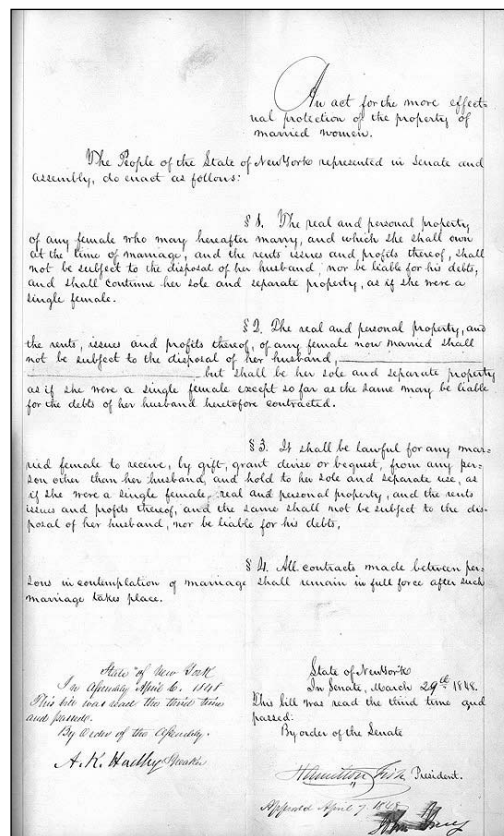 An act for the more effect-
ual protection of the property of
married women.
The People of the State of New York represented in Senate and
assembly, do enact as follows:
§ 1. The real and personal property
of any female who may hereafter marry, and which she shall own
at the time of marriage, and the rents issues and profits thereof, shall
not be subject to the disposal of her husband, nor be liable for his debts,
and shall continue her sole and separate property, as if she were a
single female.
§ 2. The real and personal property, and
the rents, issues and profits thereof, of any female now married shall
not be subject to the disposal of her husband,
but shall be her sole and separate property
as if she were a single female except so far as the same may be liable
for the debts of her husband heretofore contracted.
§ 3. It shall be lawful for any mar=
ried female to receive, by gift, grant devise or bequest, from any per=
son other than her husband, and hold to her sole and separate use, as
if she were a single female, real and personal property, and the rents
issues and profits thereof, and the same shall not be subject to the dis=
posal of her husband, nor be liable for his debts,
§ 4. All contracts made between per=
sons in contemplation of marriage shall remain in full force after such
marriage takes place.
State of New York
In Assembly April 6. 1848
This bill was read the third time
and passed.
By Order of the Assembly.
A. K. Hadley Speaker
State of New York
In Senate, March 29th 1848.
This bill was read the third time and
passed:
By order of the Senate
Hamilton Fish President.
Approved April 7. 1848
John Young